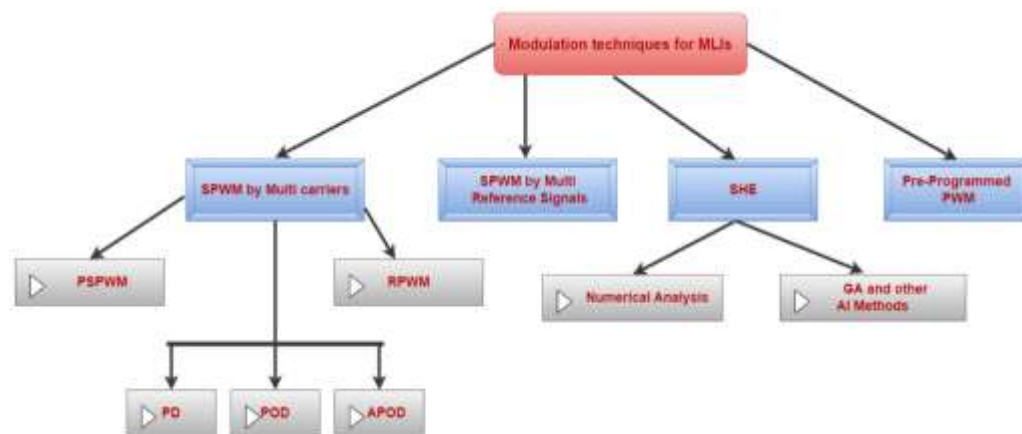 Modulation techniques for MLIs
SPWM by Multi carriers
SPWM by Multi
Reference Signals
SHE
Pre-Programmed
PWM
PSPWM
RPWM
Numerical Analysis
GA and other
AI Methods
PD
POD
APOD